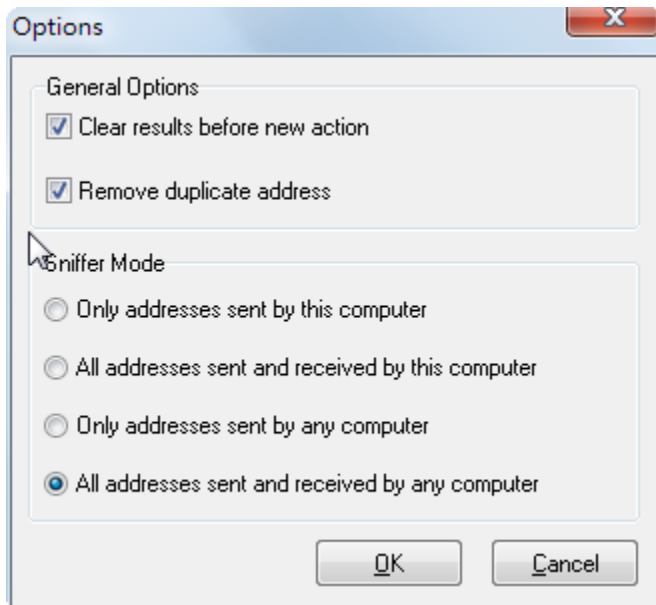 Options
General Options
Clear results before new action
Remove duplicate address
Sniffer Mode
Only addresses sent by this computer
All addresses sent and received by this computer
Only addresses sent by any computer
All addresses sent and received by any computer
OK
Cancel